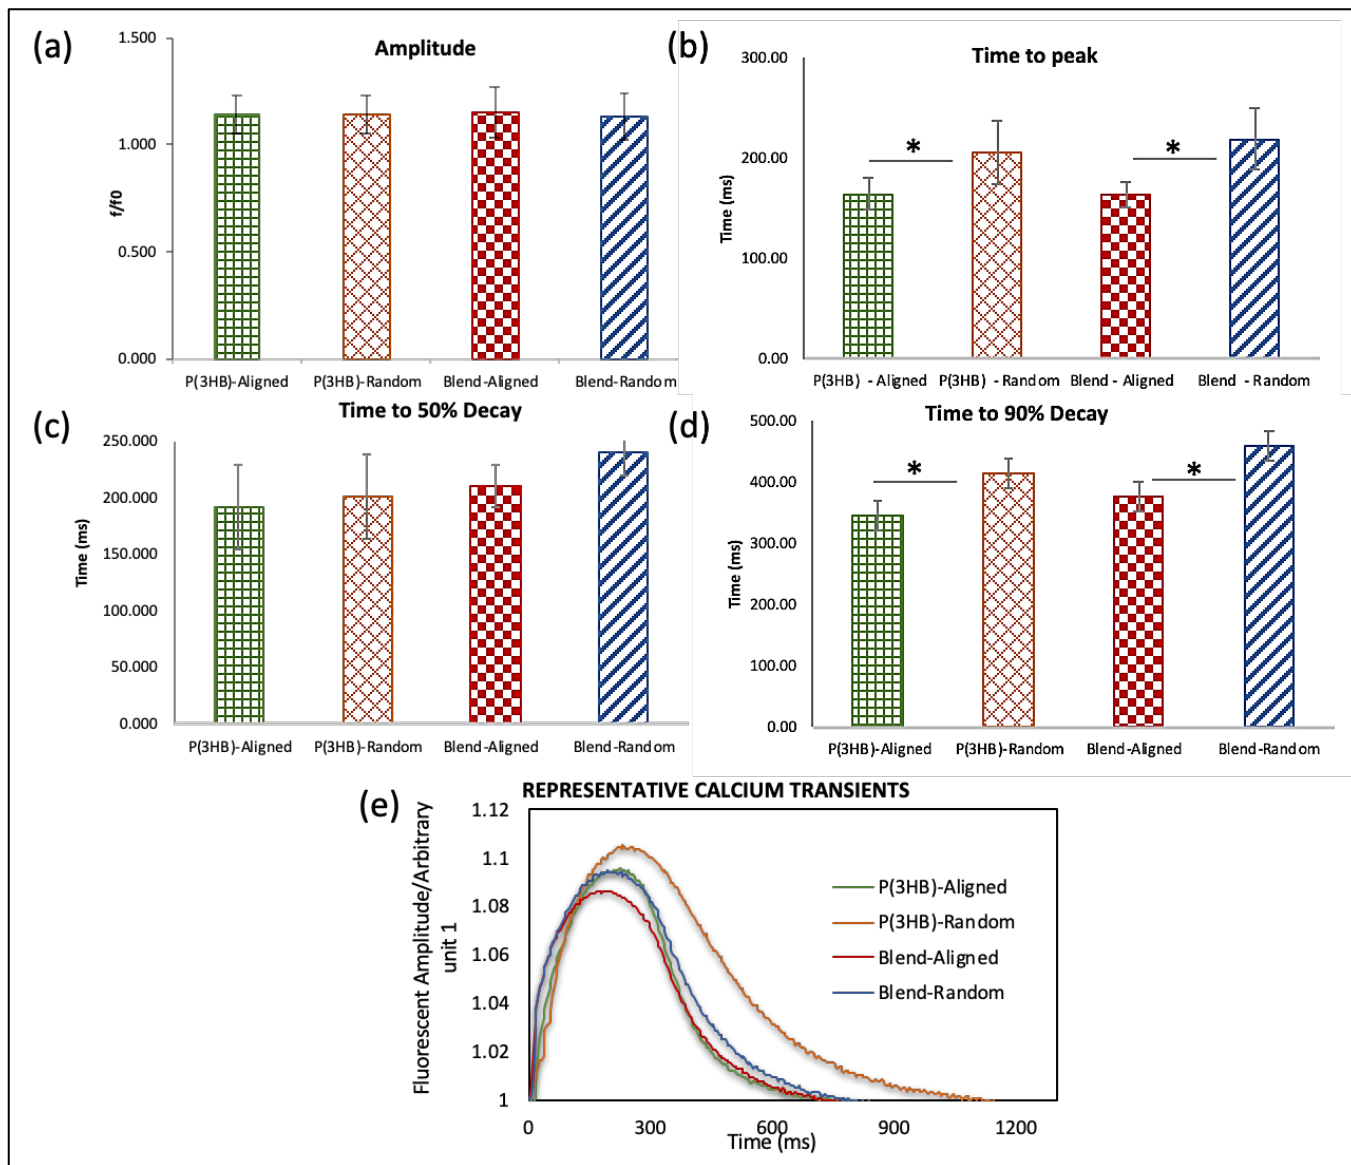 (a)
Amplitude
1.500
1.000
0.500
0.000
f/f0
P(3HB)-Aligned P(3HB)-Random Blend-Aligned Blend-Random
(b)
Time to peak
300.00
200.00
100.00
0.00
Time (ms)
* *
P(3HB) - Aligned P(3HB) - Random Blend - Aligned Blend - Random
(c)
Time to 50% Decay
250.000
200.000
150.000
100.000
50.000
0.000
Time (ms)
P(3HB)-Aligned P(3HB)-Random Blend-Aligned Blend-Random
(d)
Time to 90% Decay
500.00
400.00
300.00
200.00
100.00
0.00
Time (ms)
* *
P(3HB)-Aligned P(3HB)-Random Blend-Aligned Blend-Random
(e)
REPRESENTATIVE CALCIUM TRANSIENTS
Fluorescent Amplitude/Arbitrary
unit 1
1.12
1.1
1.08
1.06
1.04
1.02
1
P(3HB)-Aligned
P(3HB)-Random
Blend-Aligned
Blend-Random
0 300 600 900 1200
Time (ms)